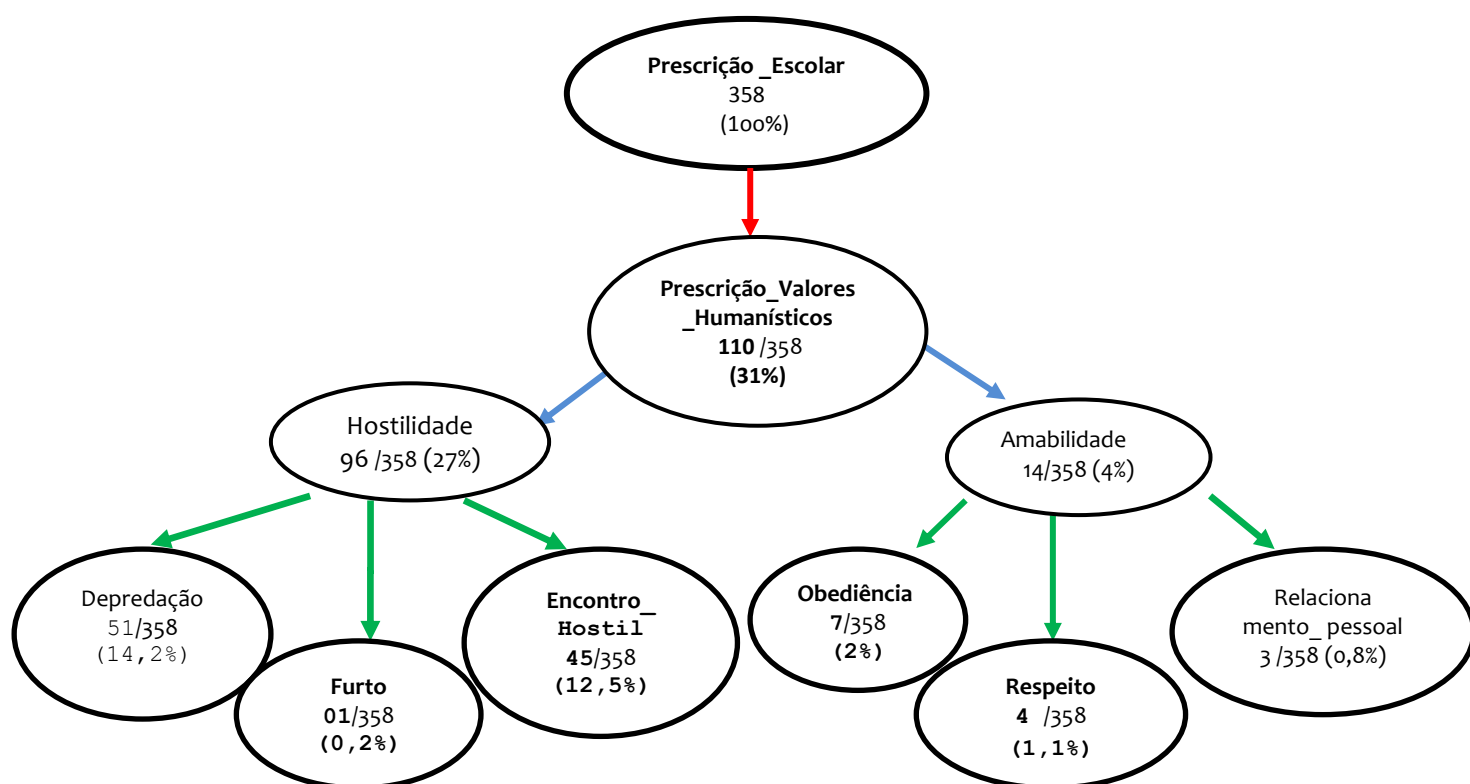 Prescrição _Escolar
358
(100%)
Prescrição_Valores
_Humanísticos
110 /358
(31%)
Hostilidade
96 /358 (27%)
Amabilidade
14/358 (4%)
Depredação
51/358
(14,2%)
Furto
01/358
(0,2%)
Encontro_
Hostil
45/358
(12,5%)
Obediência
7/358
(2%)
Respeito
4 /358
(1,1%)
Relaciona
mento_ pessoal
3 /358 (0,8%)